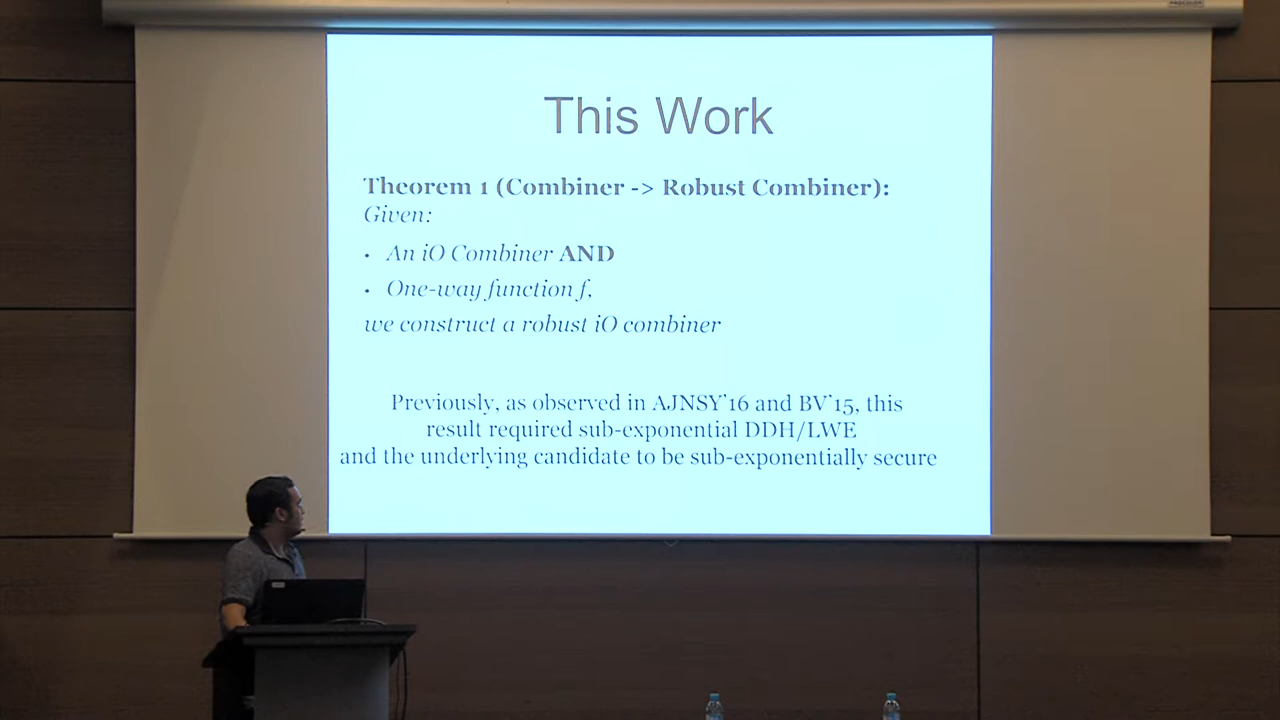 This Work
Theorem 1 (Combiner -> Robust Combiner):
Given:
• An iO Combiner AND
• One-way function f,
we construct a robust iO combiner
Previously, as observed in AJNSY'16 and BV'15, this
result required sub-exponential DDH/LWE
and the underlying candidate to be sub-exponentially secure